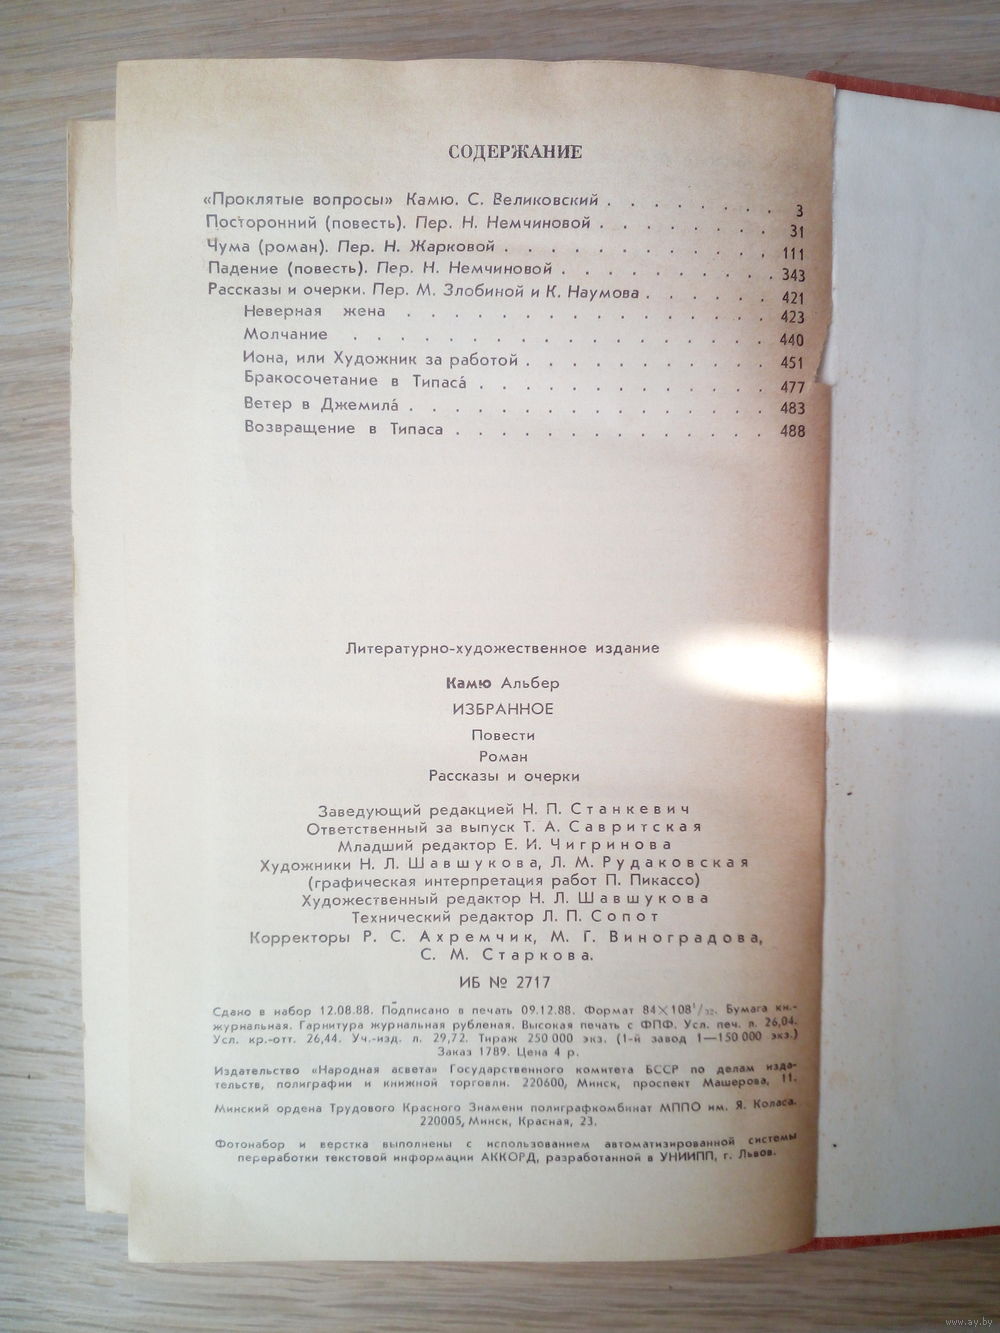 СОДЕРЖАНИЕ
«Проклятые вопросы» Камю. С. Великовский . . . . . . . . 3
Посторонний (повесть). Пер. Н. Немчиновой . . . . . . . . 31
Чума (роман). Пер. Н. Жарковой . . . . . . . . . . . . 111
Падение (повесть). Пер. Н. Немчиновой . . . . . . . . . . 343
Рассказы и очерки. Пер. М. Злобиной и К. Наумова . . . . . . 421
Неверная жена . . . . . . . . . . . . . . . . 423
Молчание . . . . . . . . . . . . . . . . . . 440
Иона, или Художник за работой . . . . . . . . . . . 451
Бракосочетание в Типаса́ . . . . . . . . . . . . . 477
Ветер в Джемила́ . . . . . . . . . . . . . . . . 483
Возвращение в Типаса . . . . . . . . . . . . . . 488
Литературно-художественное издание
Камю Альбер
ИЗБРАННОЕ
Повести
Роман
Рассказы и очерки
Заведующий редакцией Н. П. Станкевич
Ответственный за выпуск Т. А. Савритская
Младший редактор Е. И. Чигринова
Художники Н. Л. Шавшукова, Л. М. Рудаковская
(графическая интерпретация работ П. Пикассо)
Художественный редактор Н. Л. Шавшукова
Технический редактор Л. П. Сопот
Корректоры Р. С. Ахремчик, М. Г. Виноградова,
С. М. Старкова.
ИБ № 2717
Сдано в набор 12.08.88. Подписано в печать 09.12.88. Формат 84×108¹/₃₂. Бумага кн.-
журнальная. Гарнитура журнальная рубленая. Высокая печать с ФПФ. Усл. печ. л. 26,04.
Усл. кр.-отт. 26,44. Уч.-изд. л. 29,72. Тираж 250 000 экз. (1-й завод 1—150 000 экз.)
Заказ 1789. Цена 4 р.
Издательство «Народная асвета» Государственного комитета БССР по делам изда-
тельств, полиграфии и книжной торговли. 220600, Минск, проспект Машерова, 11.
Минский ордена Трудового Красного Знамени полиграфкомбинат МППО им. Я. Коласа.
220005, Минск, Красная, 23.
Фотонабор и верстка выполнены с использованием автоматизированной системы
переработки текстовой информации АККОРД, разработанной в УНИИПП, г. Львов.
www.ay.by